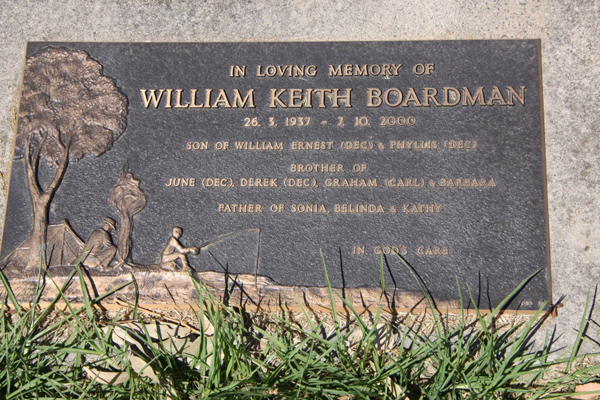 IN LOVING MEMORY OF
WILLIAM KEITH BOARDMAN
26. 3. 1937 - 2. 10. 2000
SON OF WILLIAM ERNEST (DEC) & PHYLLIS (DEC)
BROTHER OF
JUNE (DEC), DEREK (DEC), GRAHAM (CARL) & BARBARA
FATHER OF SONIA, BELINDA & KATHY
IN GOD'S CARE